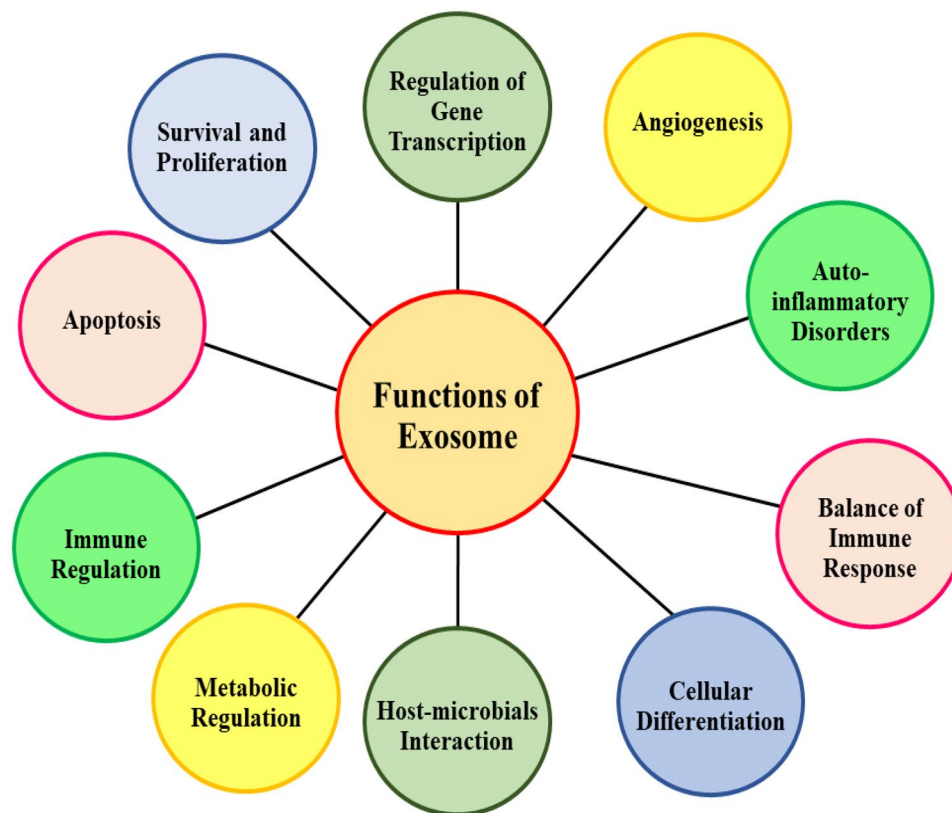 Regulation of
Gene
Transcription
Angiogenesis
Auto-
inflammatory
Disorders
Balance of
Immune
Response
Cellular
Differentiation
Host-microbials
Interaction
Metabolic
Regulation
Immune
Regulation
Apoptosis
Survival and
Proliferation
Functions of
Exosome